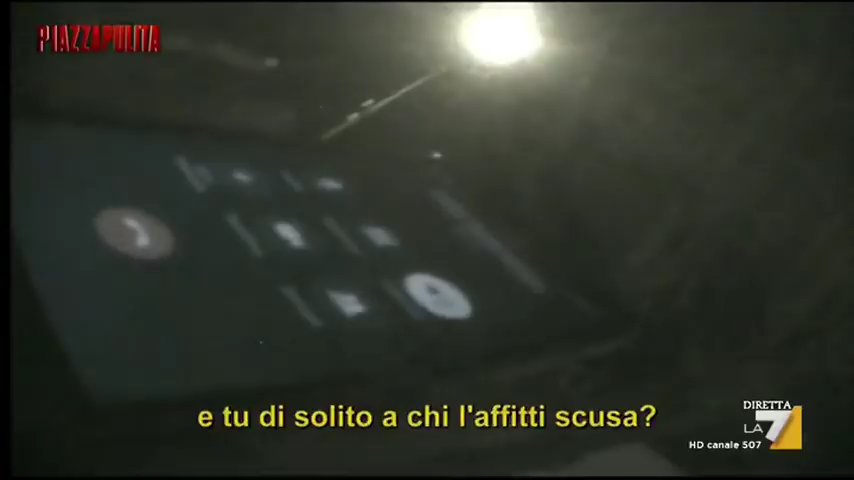 PIAZZAPULITA
e tu di solito a chi l'affitti scusa?
DIRETTA
LA 7
HD canale 507